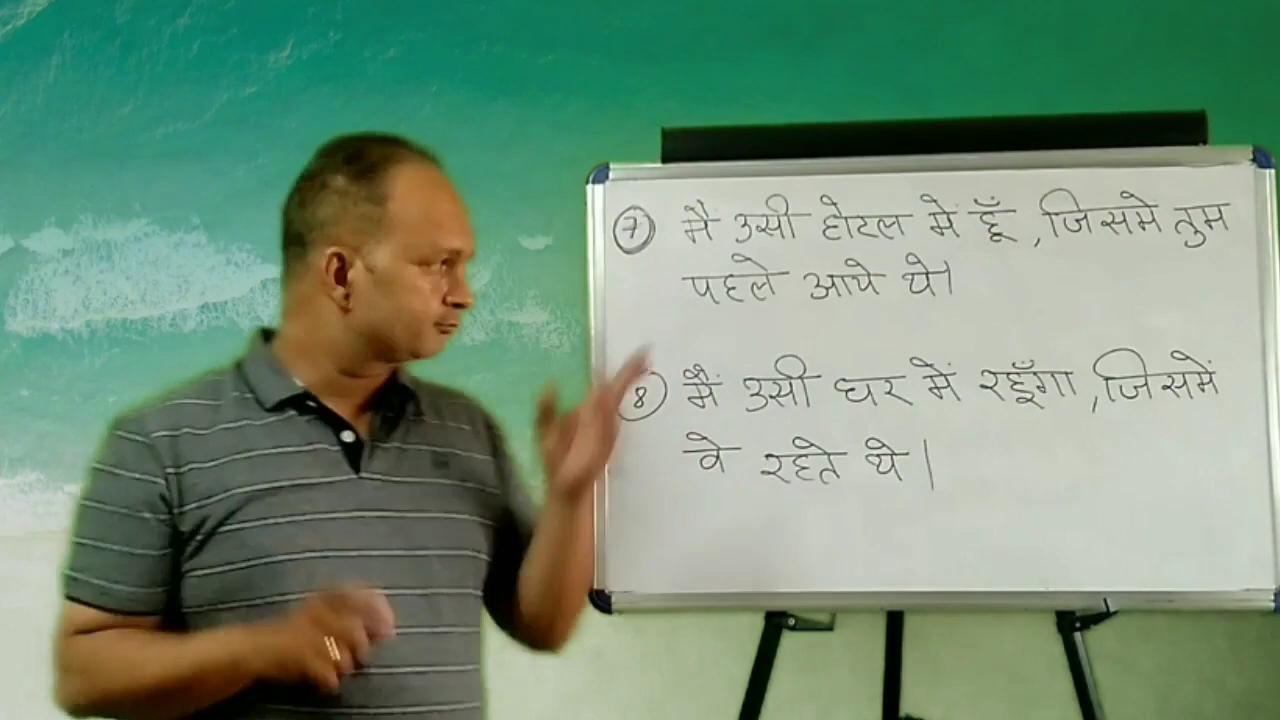 7 मै उसी होटल में हूँ , जिसमे तुम
पहले आये थे।
8 मैं उसी घर में रहूँगा , जिसमें
वे रहते थे।